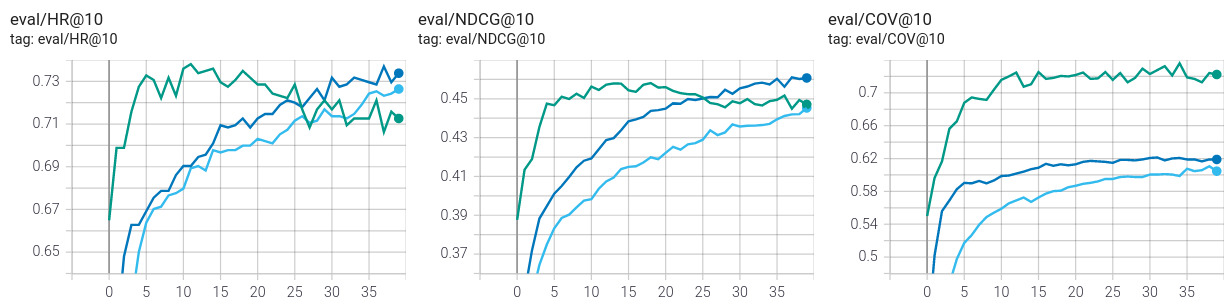 eval/HR@10
tag: eval/HR@10
0.73
0.71
0.69
0.67
0.65
0 5 10 15 20 25 30 35
eval/NDCG@10
tag: eval/NDCG@10
0.45
0.43
0.41
0.39
0.37
0 5 10 15 20 25 30 35
eval/COV@10
tag: eval/COV@10
0.7
0.66
0.62
0.58
0.54
0.5
0 5 10 15 20 25 30 35